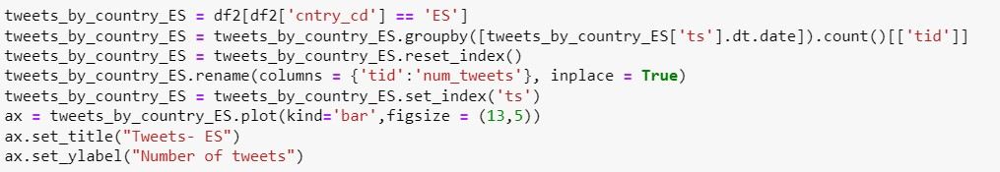 tweets_by_country_ES = df2[df2['cntry_cd'] == 'ES']
tweets_by_country_ES = tweets_by_country_ES.groupby([tweets_by_country_ES['ts'].dt.date]).count()[['tid']]
tweets_by_country_ES = tweets_by_country_ES.reset_index()
tweets_by_country_ES.rename(columns = {'tid':'num_tweets'}, inplace = True)
tweets_by_country_ES = tweets_by_country_ES.set_index('ts')
ax = tweets_by_country_ES.plot(kind='bar',figsize = (13,5))
ax.set_title("Tweets- ES")
ax.set_ylabel("Number of tweets")